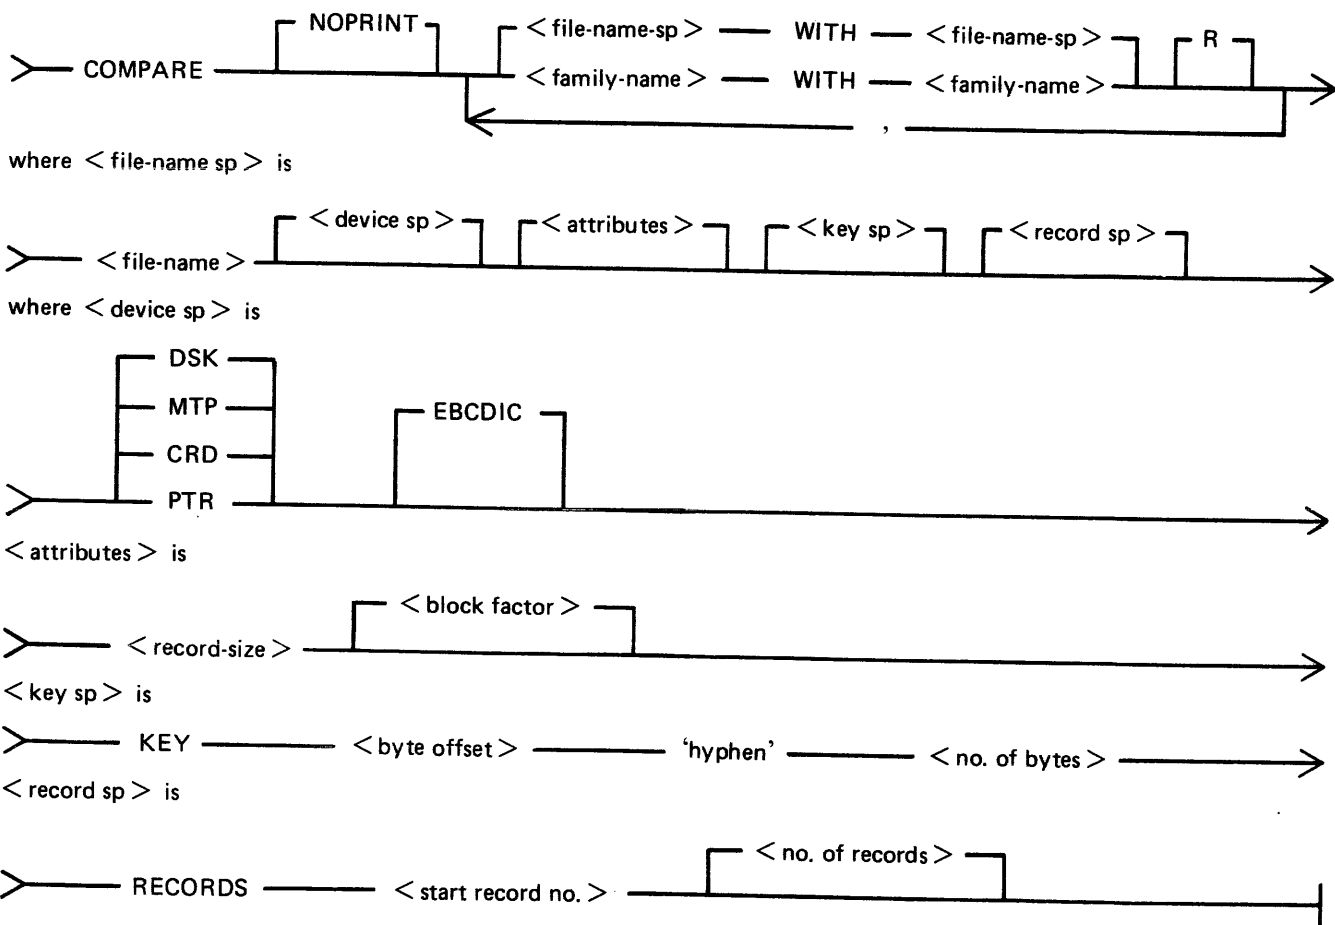 NOPRINT < file-name-sp > WITH < file-name-sp > R
COMPARE < family-name > WITH < family-name >
,
where < file-name sp > is
< device sp > < attributes > < key sp > < record sp >
< file-name >
where < device sp > is
DSK
MTP EBCDIC
CRD
PTR
< attributes > is
< block factor >
< record-size >
< key sp > is
KEY < byte offset > 'hyphen' < no. of bytes >
< record sp > is
< no. of records >
RECORDS < start record no. >